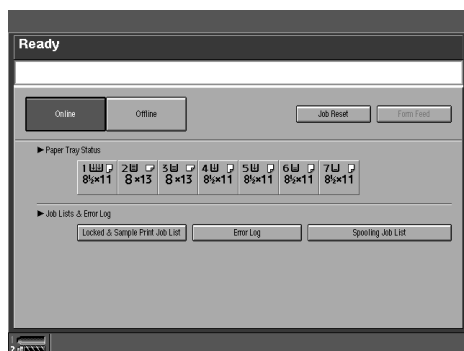 Ready
Online Offline Job Reset Form Feed
► Paper Tray Status
1 2 3 4 5 6 7
8½×11 8×13 8×13 8½×11 8½×11 8½×11 8½×11
► Job Lists & Error Log
Locked & Sample Print Job List Error Log Spooling Job List